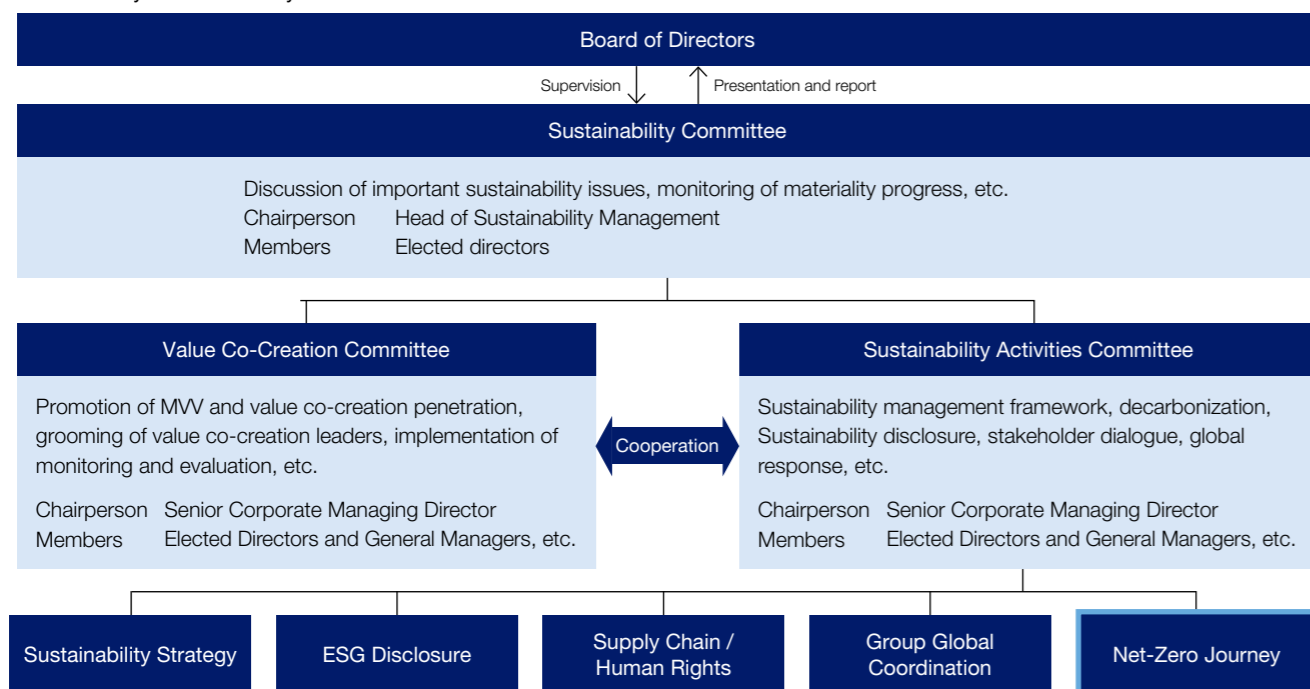 Board of Directors
Supervision
Presentation and report
Sustainability Committee
Discussion of important sustainability issues, monitoring of materiality progress, etc.
Chairperson Head of Sustainability Management
Members Elected directors
Value Co-Creation Committee
Promotion of MVV and value co-creation penetration,
grooming of value co-creation leaders, implementation of
monitoring and evaluation, etc.
Chairperson Senior Corporate Managing Director
Members Elected Directors and General Managers, etc.
Cooperation
Sustainability Activities Committee
Sustainability management framework, decarbonization,
Sustainability disclosure, stakeholder dialogue, global
response, etc.
Chairperson Senior Corporate Managing Director
Members Elected Directors and General Managers, etc.
Sustainability Strategy
ESG Disclosure
Supply Chain /
Human Rights
Group Global
Coordination
Net-Zero Journey